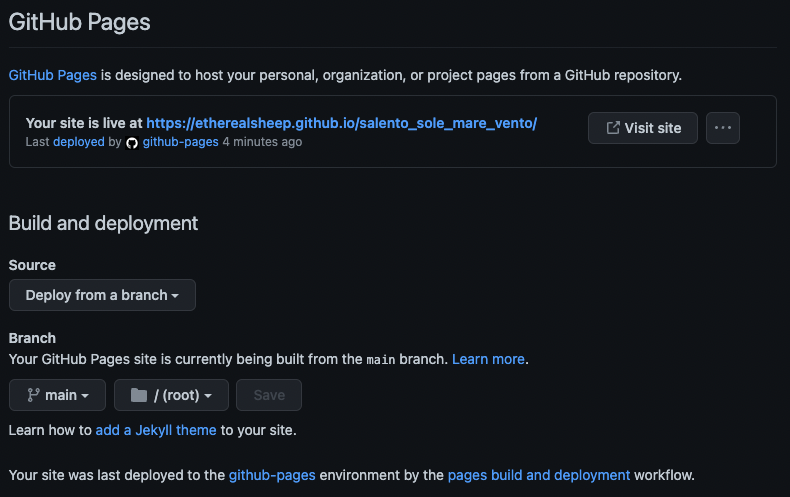 GitHub Pages
GitHub Pages is designed to host your personal, organization, or project pages from a GitHub repository.
Your site is live at https://etherealsheep.github.io/salento_sole_mare_vento/
Last deployed by github-pages 4 minutes ago
Visit site
Build and deployment
Source
Deploy from a branch
Branch
Your GitHub Pages site is currently being built from the main branch. Learn more.
main / (root) Save
Learn how to add a Jekyll theme to your site.
Your site was last deployed to the github-pages environment by the pages build and deployment workflow.